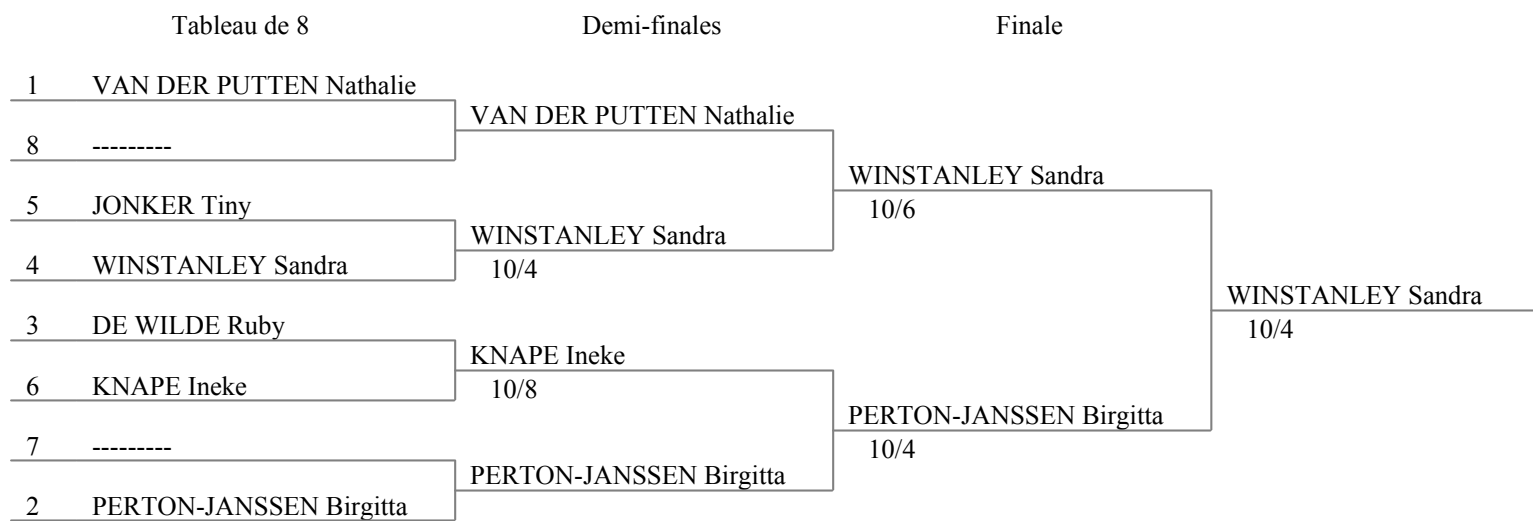 Tableau de 8 Demi-finales Finale
1 VAN DER PUTTEN Nathalie
VAN DER PUTTEN Nathalie
8 ---------
WINSTANLEY Sandra
5 JONKER Tiny
10/6
WINSTANLEY Sandra
4 WINSTANLEY Sandra
10/4
WINSTANLEY Sandra
3 DE WILDE Ruby
10/4
KNAPE Ineke
6 KNAPE Ineke
10/8
PERTON-JANSSEN Birgitta
7 ---------
10/4
PERTON-JANSSEN Birgitta
2 PERTON-JANSSEN Birgitta